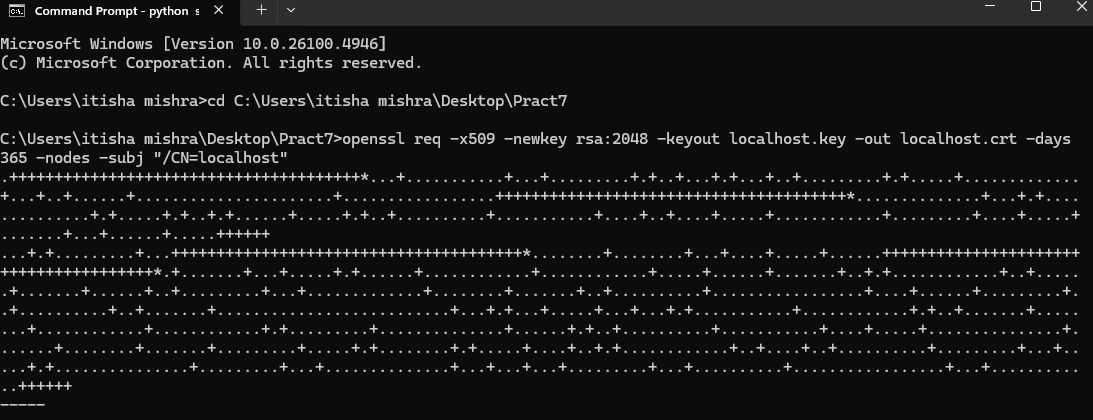 Command Prompt - python s
Microsoft Windows [Version 10.0.26100.4946]
(c) Microsoft Corporation. All rights reserved.
C:\Users\itisha mishra>cd C:\Users\itisha mishra\Desktop\Pract7
C:\Users\itisha mishra\Desktop\Pract7>openssl req -x509 -newkey rsa:2048 -keyout localhost.key -out localhost.crt -days
365 -nodes -subj "/CN=localhost"
.+++++++++++++++++++++++++++++++++++++++*...+...........+...+.........+.+..+...+.+...+..+.........+.+.....+.............
+...+..+......+......................+.................+++++++++++++++++++++++++++++++++++++++*..............+...+.+....
..........+.+.....+.+..+.+......+.....+.+..+..........+...........+....+..+....+.....+............+.........+....+.....+
.......+...+......+.....++++++
...+.+.........+...+++++++++++++++++++++++++++++++++++++++*........+........+...+....+.....+......++++++++++++++++++++++
+++++++++++++++++*.+.......+...+.....+.+......+............+............+.....+......+.......+..+.+............+..+.....
.+.......+......+..+.........+...+.............+........+.......+..+..........+.................+....+......+.........+.
.+..........+..+.......+..........................+...+.+...+....+...+.+...........+............+.+..+........+.....
...+............+............+.+.........+..............+......+.+..+..........+...........+....+.....+...............+.
......+........+.......+.........+.....+.+........+.+.....+....+..+.+............+..+....+..+..........+.........+...+..
...+.+...............+.........+...+..............+...+...+...+.........+...+..........+.................+...+..........
..++++++
-----